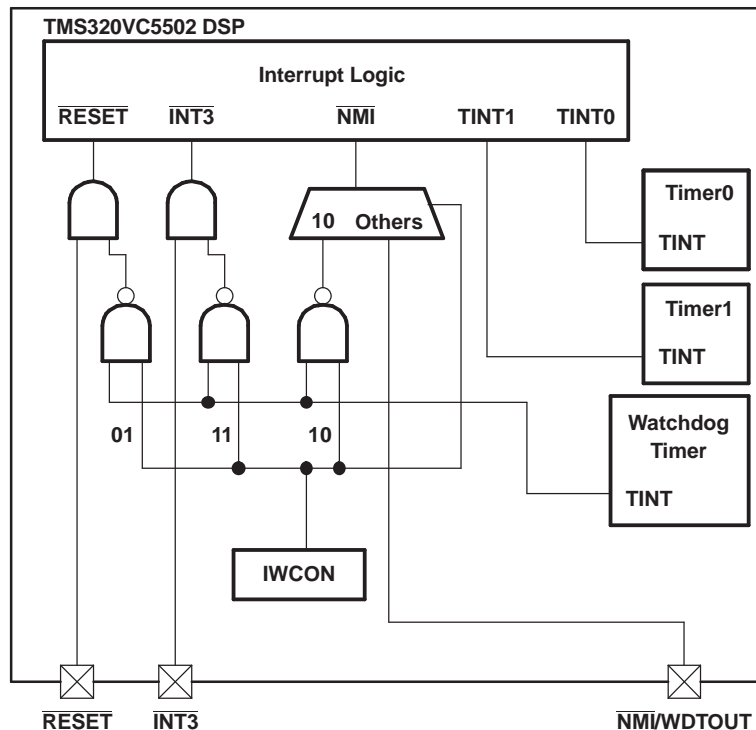 TMS320VC5502 DSP
Interrupt Logic
RESET INT3 NMI TINT1 TINT0
10 Others
Timer0
TINT
Timer1
TINT
01 11 10
Watchdog
Timer
TINT
IWCON
RESET INT3 NMI/WDTOUT